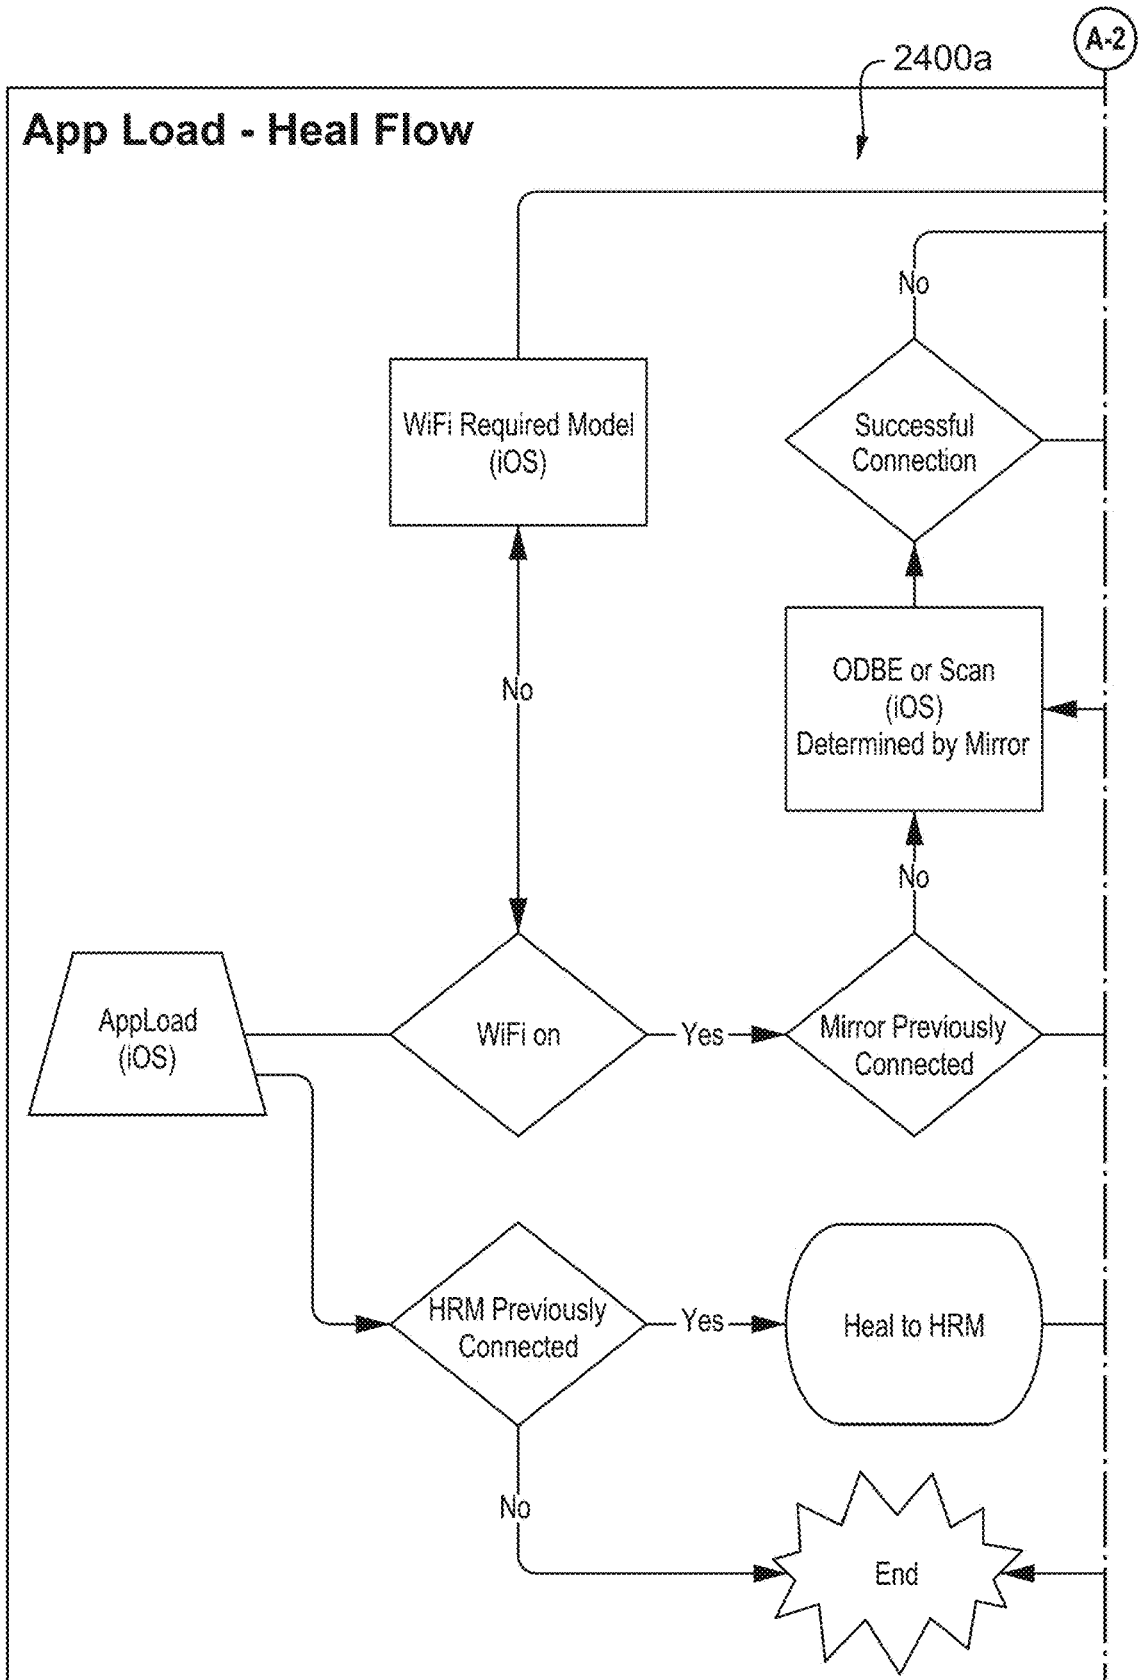 A-2
2400a
App Load - Heal Flow
No
WiFi Required Model
(iOS)
Successful
Connection
No
ODBE or Scan
(iOS)
Determined by Mirror
No
AppLoad
(iOS)
WiFi on
Yes
Mirror Previously
Connected
HRM Previously
Connected
Yes
Heal to HRM
No
End